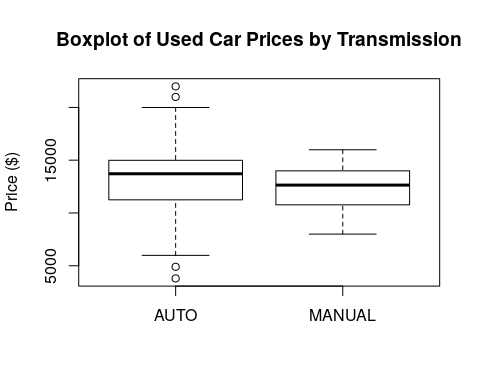 Boxplot of Used Car Prices by Transmission
Price ($)
15000
5000
AUTO MANUAL